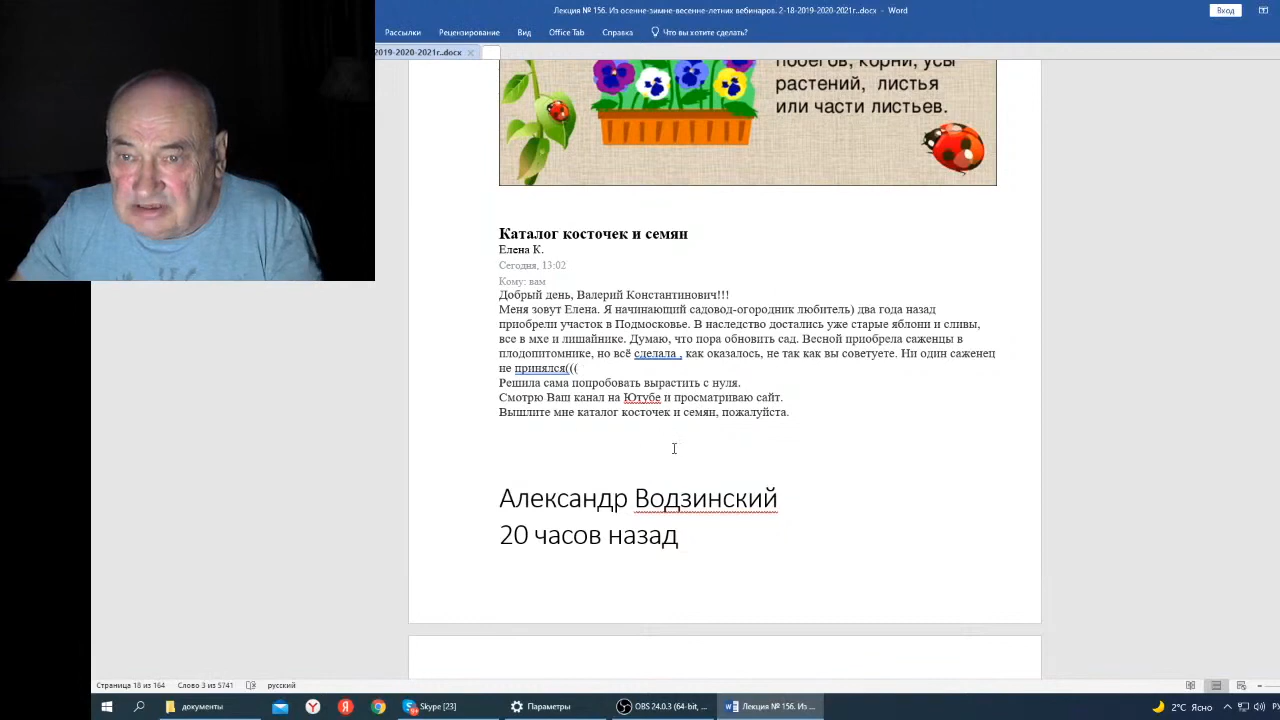 Лекция № 156. Из осенне-зимне-весенне-летних вебинаров. 2-18-2019-2020-2021г..docx - Word
Вход
Рассылки Рецензирование Вид Office Tab Справка Что вы хотите сделать?
2019-2020-2021г..docx
побегов, корни, усы
растений, листья
или части листьев.
Каталог косточек и семян
Елена К.
Сегодня, 13:02
Кому: вам
Добрый день, Валерий Константинович!!!
Меня зовут Елена. Я начинающий садовод-огородник любитель) два года назад
приобрели участок в Подмосковье. В наследство достались уже старые яблони и сливы,
все в мхе и лишайнике. Думаю, что пора обновить сад. Весной приобрела саженцы в
плодопитомнике, но всё сделала , как оказалось, не так как вы советуете. Ни один саженец
не принялся(((
Решила сама попробовать вырастить с нуля.
Смотрю Ваш канал на Ютубе и просматриваю сайт.
Вышлите мне каталог косточек и семян, пожалуйста.
Александр Водзинский
20 часов назад
Страница 18 из 164 Слово 3 из 5741 русский
документы Skype [23] Параметры OBS 24.0.3 (64-bit, ... Лекция № 156. Из ... 2°C Ясно